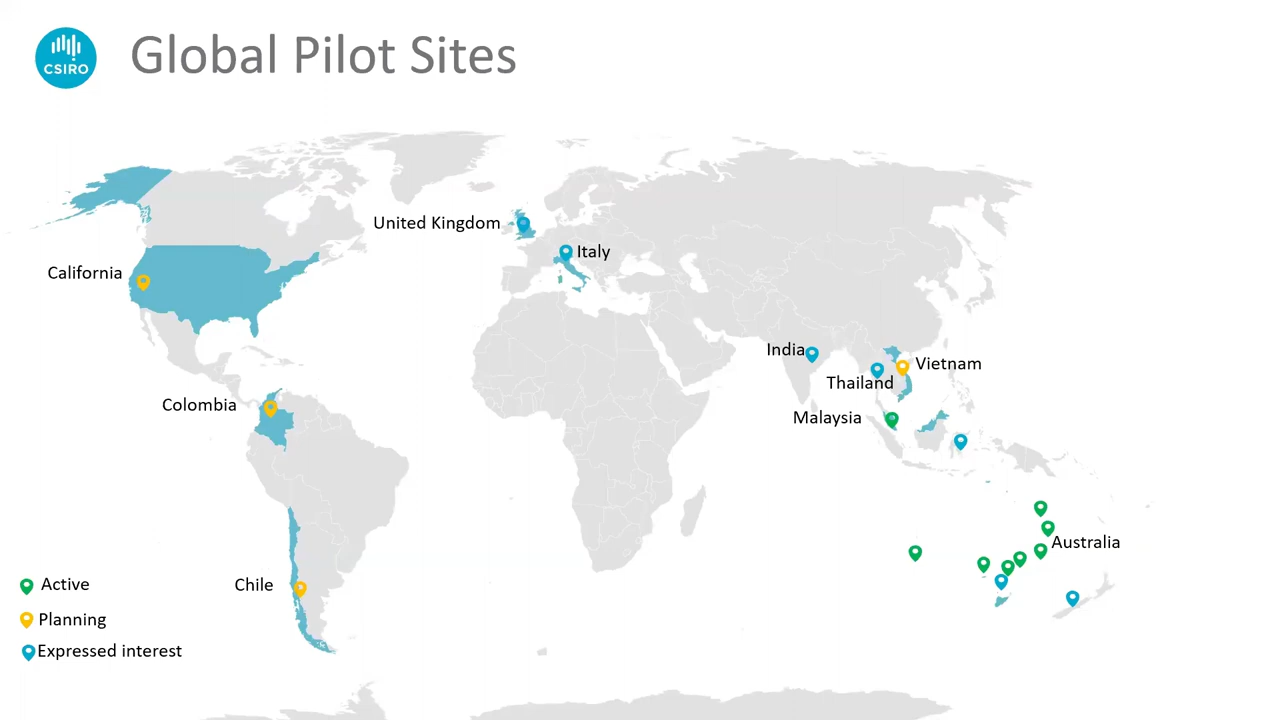 CSIRO
Global Pilot Sites
United Kingdom
Italy
California
India
Vietnam
Thailand
Colombia
Malaysia
Australia
Chile
Active
Planning
Expressed interest